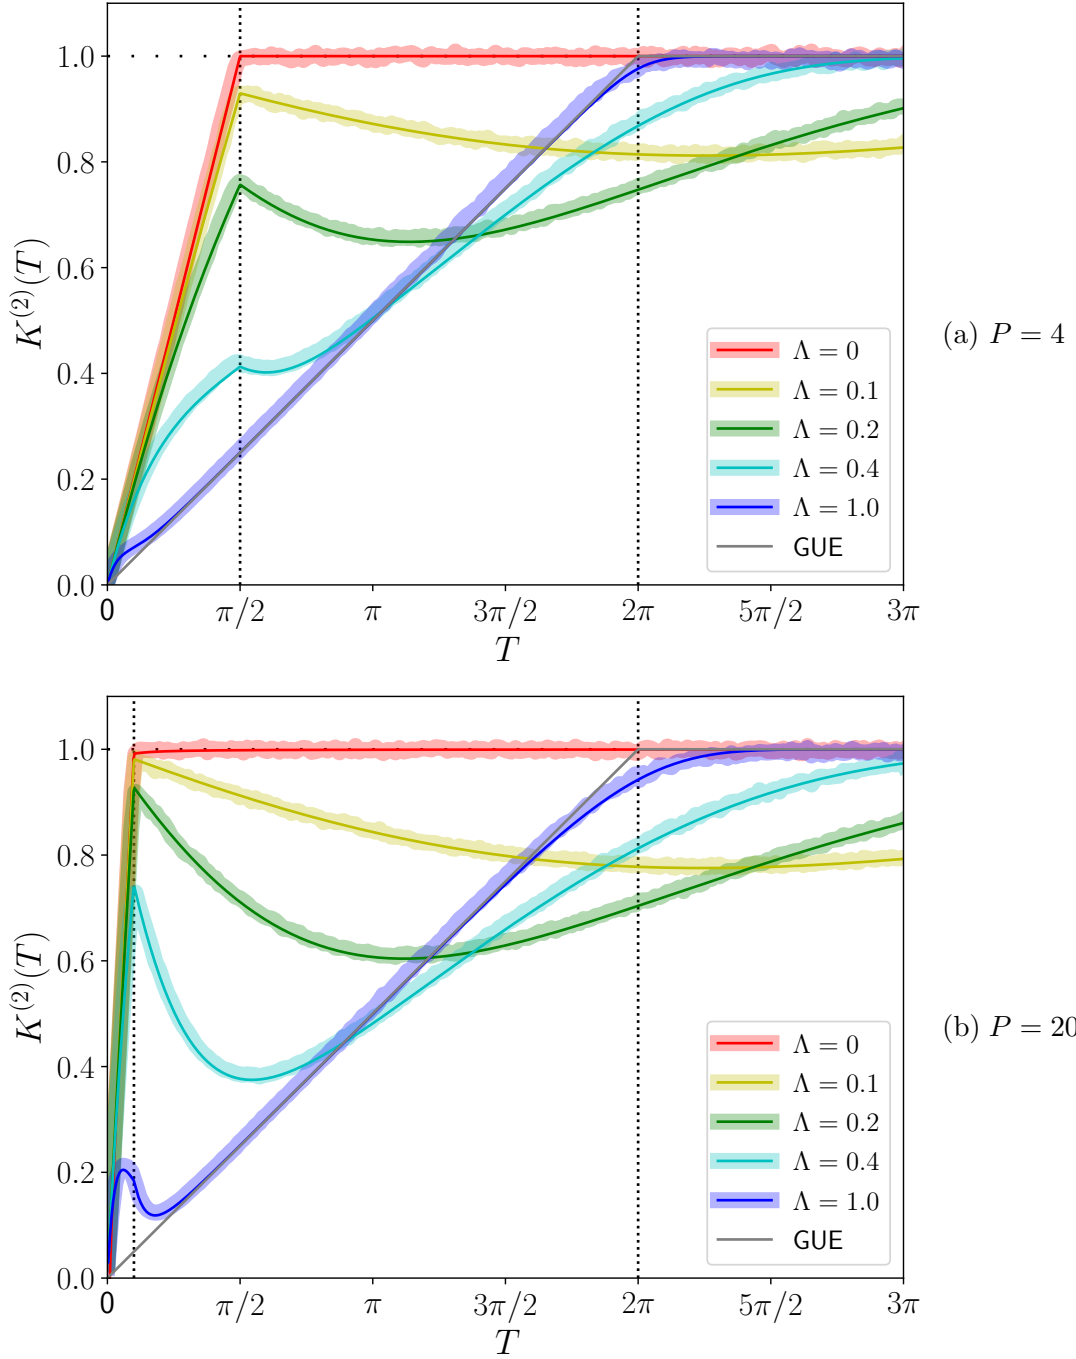 1.0
0.8
0.6
0.4
0.2
0.0
K^{(2)}(T)
0 π/2 π 3π/2 2π 5π/2 3π
T
Λ = 0
Λ = 0.1
Λ = 0.2
Λ = 0.4
Λ = 1.0
GUE
(a) P = 4
1.0
0.8
0.6
0.4
0.2
0.0
K^{(2)}(T)
0 π/2 π 3π/2 2π 5π/2 3π
T
Λ = 0
Λ = 0.1
Λ = 0.2
Λ = 0.4
Λ = 1.0
GUE
(b) P = 20